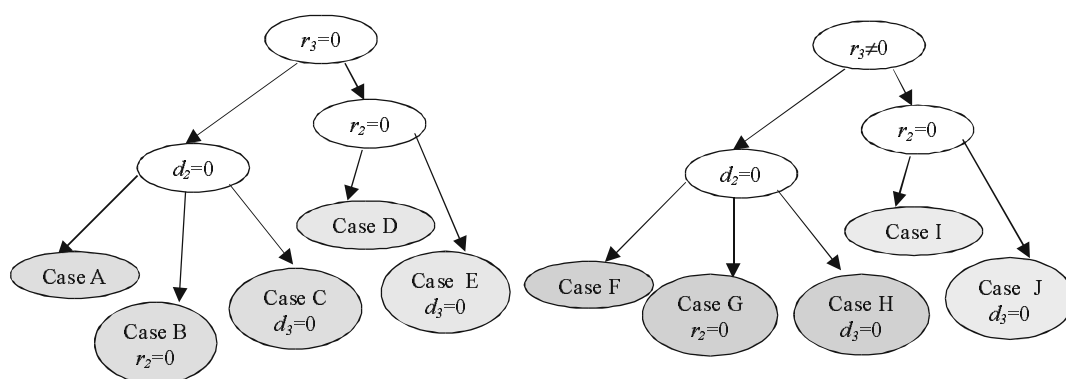 r₃=0
r₂=0
d₂=0
Case D
Case A
Case B
r₂=0
Case C
d₃=0
Case E
d₃=0
r₃≠0
r₂=0
d₂=0
Case I
Case F
Case G
r₂=0
Case H
d₃=0
Case J
d₃=0